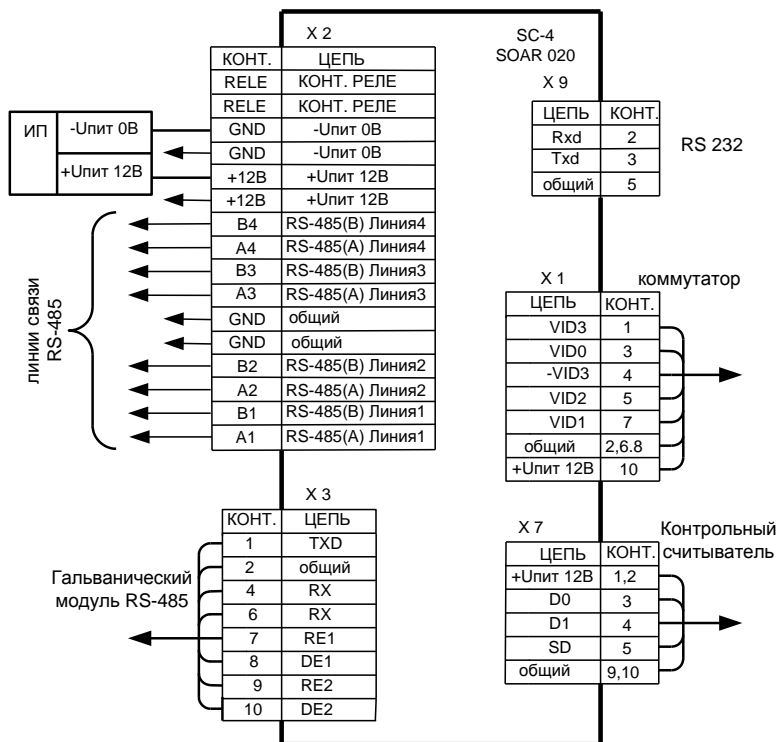 SC-4
SOAR 020
X 2
КОНТ. ЦЕПЬ
RELE КОНТ. РЕЛЕ
RELE КОНТ. РЕЛЕ
GND -Uпит 0В
GND -Uпит 0В
+12В +Uпит 12В
+12В +Uпит 12В
B4 RS-485(В) Линия4
A4 RS-485(А) Линия4
B3 RS-485(В) Линия3
A3 RS-485(А) Линия3
GND общий
GND общий
B2 RS-485(В) Линия2
A2 RS-485(А) Линия2
B1 RS-485(В) Линия1
A1 RS-485(А) Линия1
ИП
-Uпит 0В
+Uпит 12В
линии связи
RS-485
X 3
КОНТ. ЦЕПЬ
1 TXD
2 общий
4 RX
6 RX
7 RE1
8 DE1
9 RE2
10 DE2
Гальванический
модуль RS-485
X 9
ЦЕПЬ КОНТ.
Rxd 2
Txd 3
общий 5
RS 232
X 1
коммутатор
ЦЕПЬ КОНТ.
VID3 1
VID0 3
-VID3 4
VID2 5
VID1 7
общий 2,6.8
+Uпит 12В 10
X 7
Контрольный
считыватель
ЦЕПЬ КОНТ.
+Uпит 12В 1,2
D0 3
D1 4
SD 5
общий 9,10